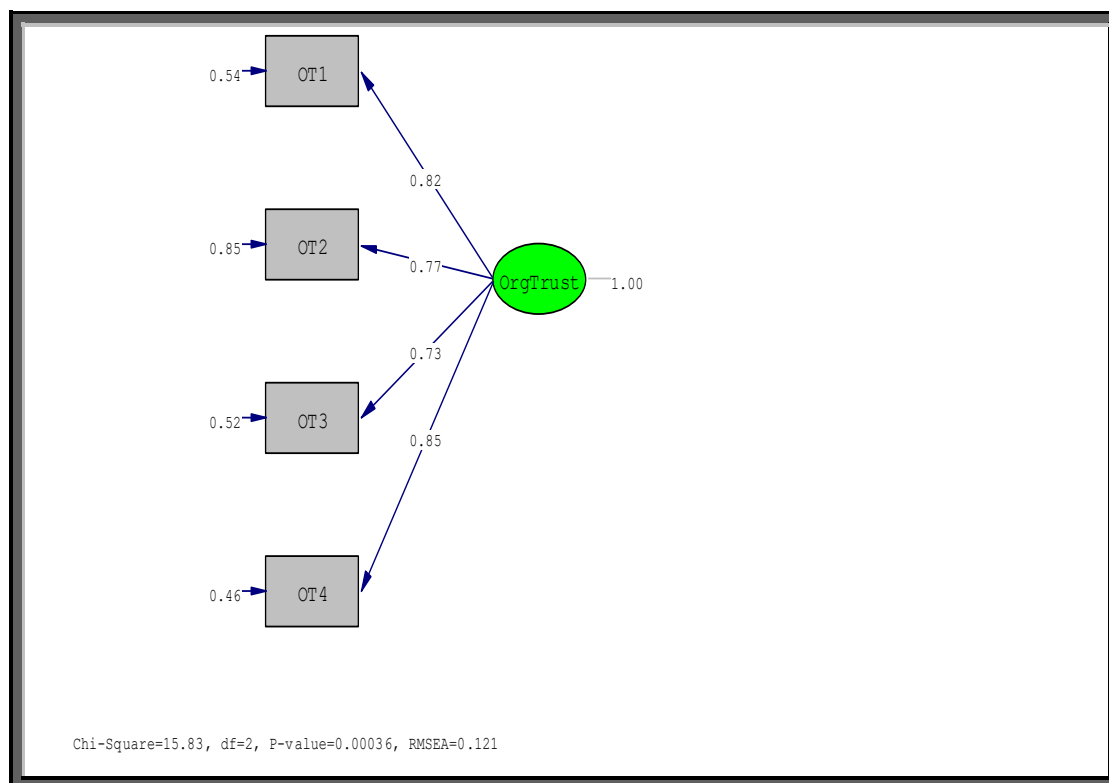 0.54 OT1
0.82
0.85 OT2
0.77
OrgTrust 1.00
0.73
0.52 OT3
0.85
0.46 OT4
Chi-Square=15.83, df=2, P-value=0.00036, RMSEA=0.121